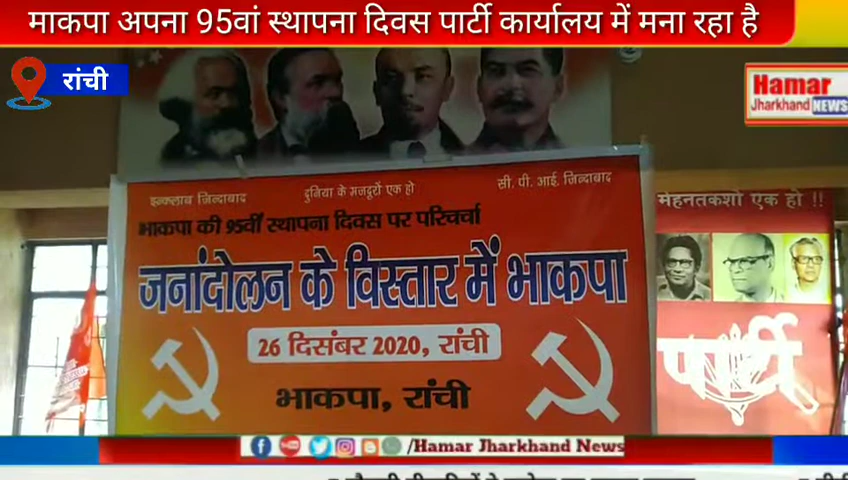 माकपा अपना 95वां स्थापना दिवस पार्टी कार्यालय में मना रहा है
रांची
Hamar
Jharkhand NEWS
इन्कलाब जिन्दाबाद
दुनिया के मजदूरों एक हो
सी. पी. आई. जिन्दाबाद
भाकपा की 95वीं स्थापना दिवस पर परिचर्चा
जनांदोलन के विस्तार में भाकपा
26 दिसंबर 2020, रांची
भाकपा, रांची
मेहनतकशो एक हो !!
पार्टी
/Hamar Jharkhand News